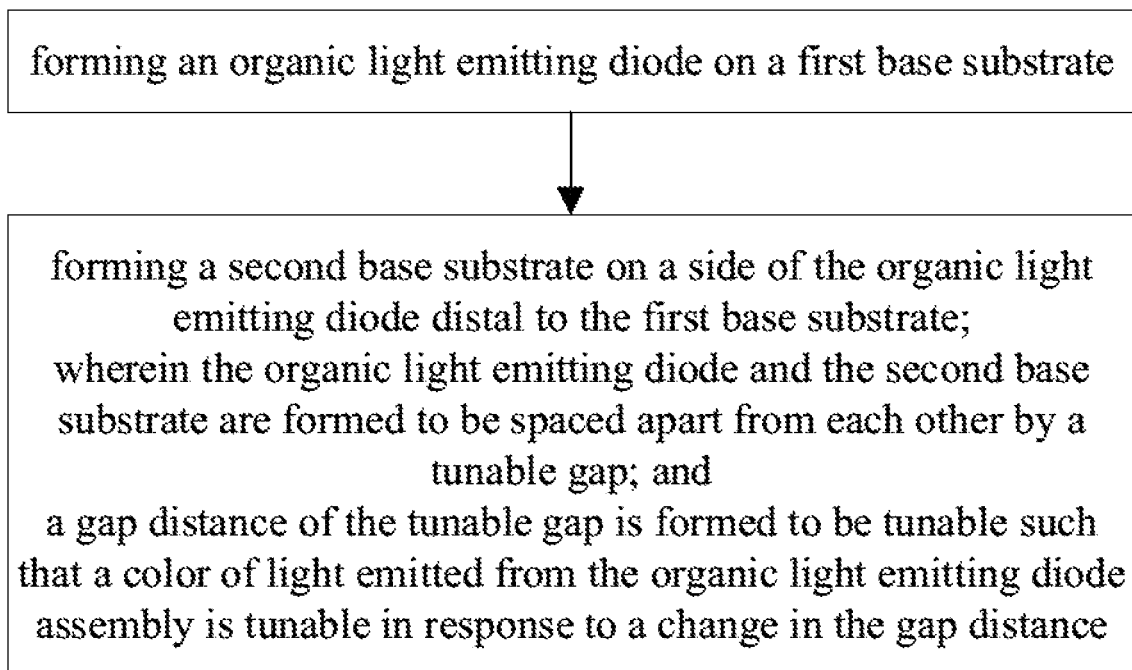 forming an organic light emitting diode on a first base substrate
forming a second base substrate on a side of the organic light
emitting diode distal to the first base substrate;
wherein the organic light emitting diode and the second base
substrate are formed to be spaced apart from each other by a
tunable gap; and
a gap distance of the tunable gap is formed to be tunable such
that a color of light emitted from the organic light emitting diode
assembly is tunable in response to a change in the gap distance